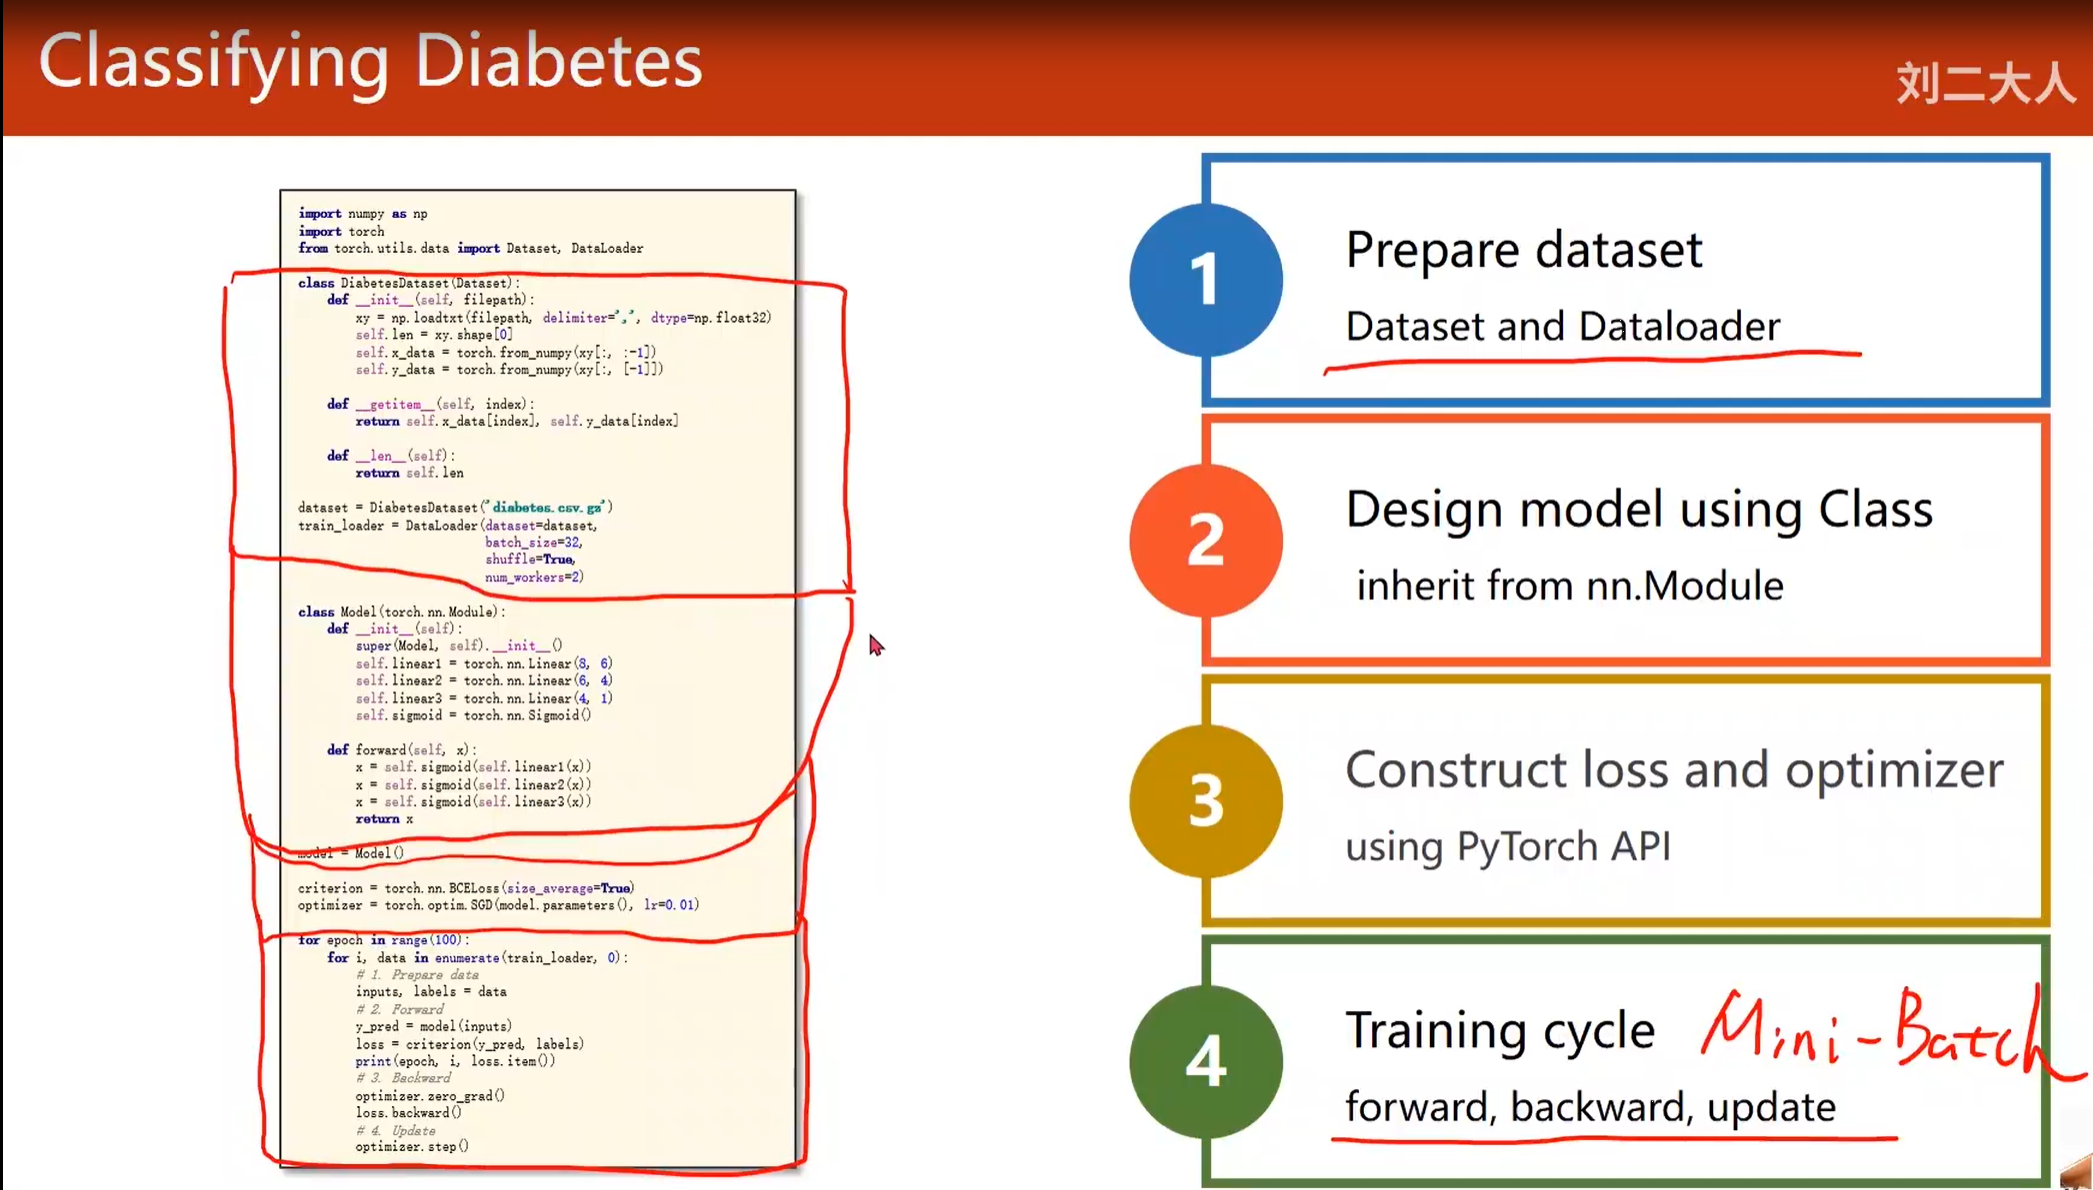 Classifying Diabetes
刘二大人
import numpy as np
import torch
from torch.utils.data import Dataset, DataLoader
class DiabetesDataset(Dataset):
def __init__(self, filepath):
xy = np.loadtxt(filepath, delimiter=',', dtype=np.float32)
self.len = xy.shape[0]
self.x_data = torch.from_numpy(xy[:, :-1])
self.y_data = torch.from_numpy(xy[:, [-1]])
def __getitem__(self, index):
return self.x_data[index], self.y_data[index]
def __len__(self):
return self.len
dataset = DiabetesDataset('diabetes.csv.gz')
train_loader = DataLoader(dataset=dataset,
batch_size=32,
shuffle=True,
num_workers=2)
class Model(torch.nn.Module):
def __init__(self):
super(Model, self).__init__()
self.linear1 = torch.nn.Linear(8, 6)
self.linear2 = torch.nn.Linear(6, 4)
self.linear3 = torch.nn.Linear(4, 1)
self.sigmoid = torch.nn.Sigmoid()
def forward(self, x):
x = self.sigmoid(self.linear1(x))
x = self.sigmoid(self.linear2(x))
x = self.sigmoid(self.linear3(x))
return x
model = Model()
criterion = torch.nn.BCELoss(size_average=True)
optimizer = torch.optim.SGD(model.parameters(), lr=0.01)
for epoch in range(100):
for i, data in enumerate(train_loader, 0):
# 1. Prepare data
inputs, labels = data
# 2. Forward
y_pred = model(inputs)
loss = criterion(y_pred, labels)
print(epoch, i, loss.item())
# 3. Backward
optimizer.zero_grad()
loss.backward()
# 4. Update
optimizer.step()
1
Prepare dataset
Dataset and Dataloader
2
Design model using Class
inherit from nn.Module
3
Construct loss and optimizer
using PyTorch API
4
Training cycle Mini-Batch
forward, backward, update